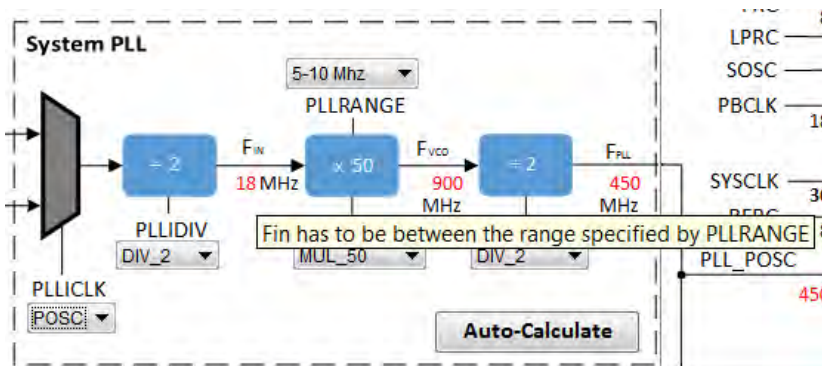 System PLL
5-10 Mhz
PLLRANGE
÷ 2
FIN
18 MHz
× 50
FVCO
900
MHz
÷ 2
FPLL
450
MHz
PLLIDIV
DIV_2
MUL_50
DIV_2
Fin has to be between the range specified by PLLRANGE
PLLICLK
POSC
Auto-Calculate
LPRC
SOSC
PBCLK
SYSCLK
PLL_POSC